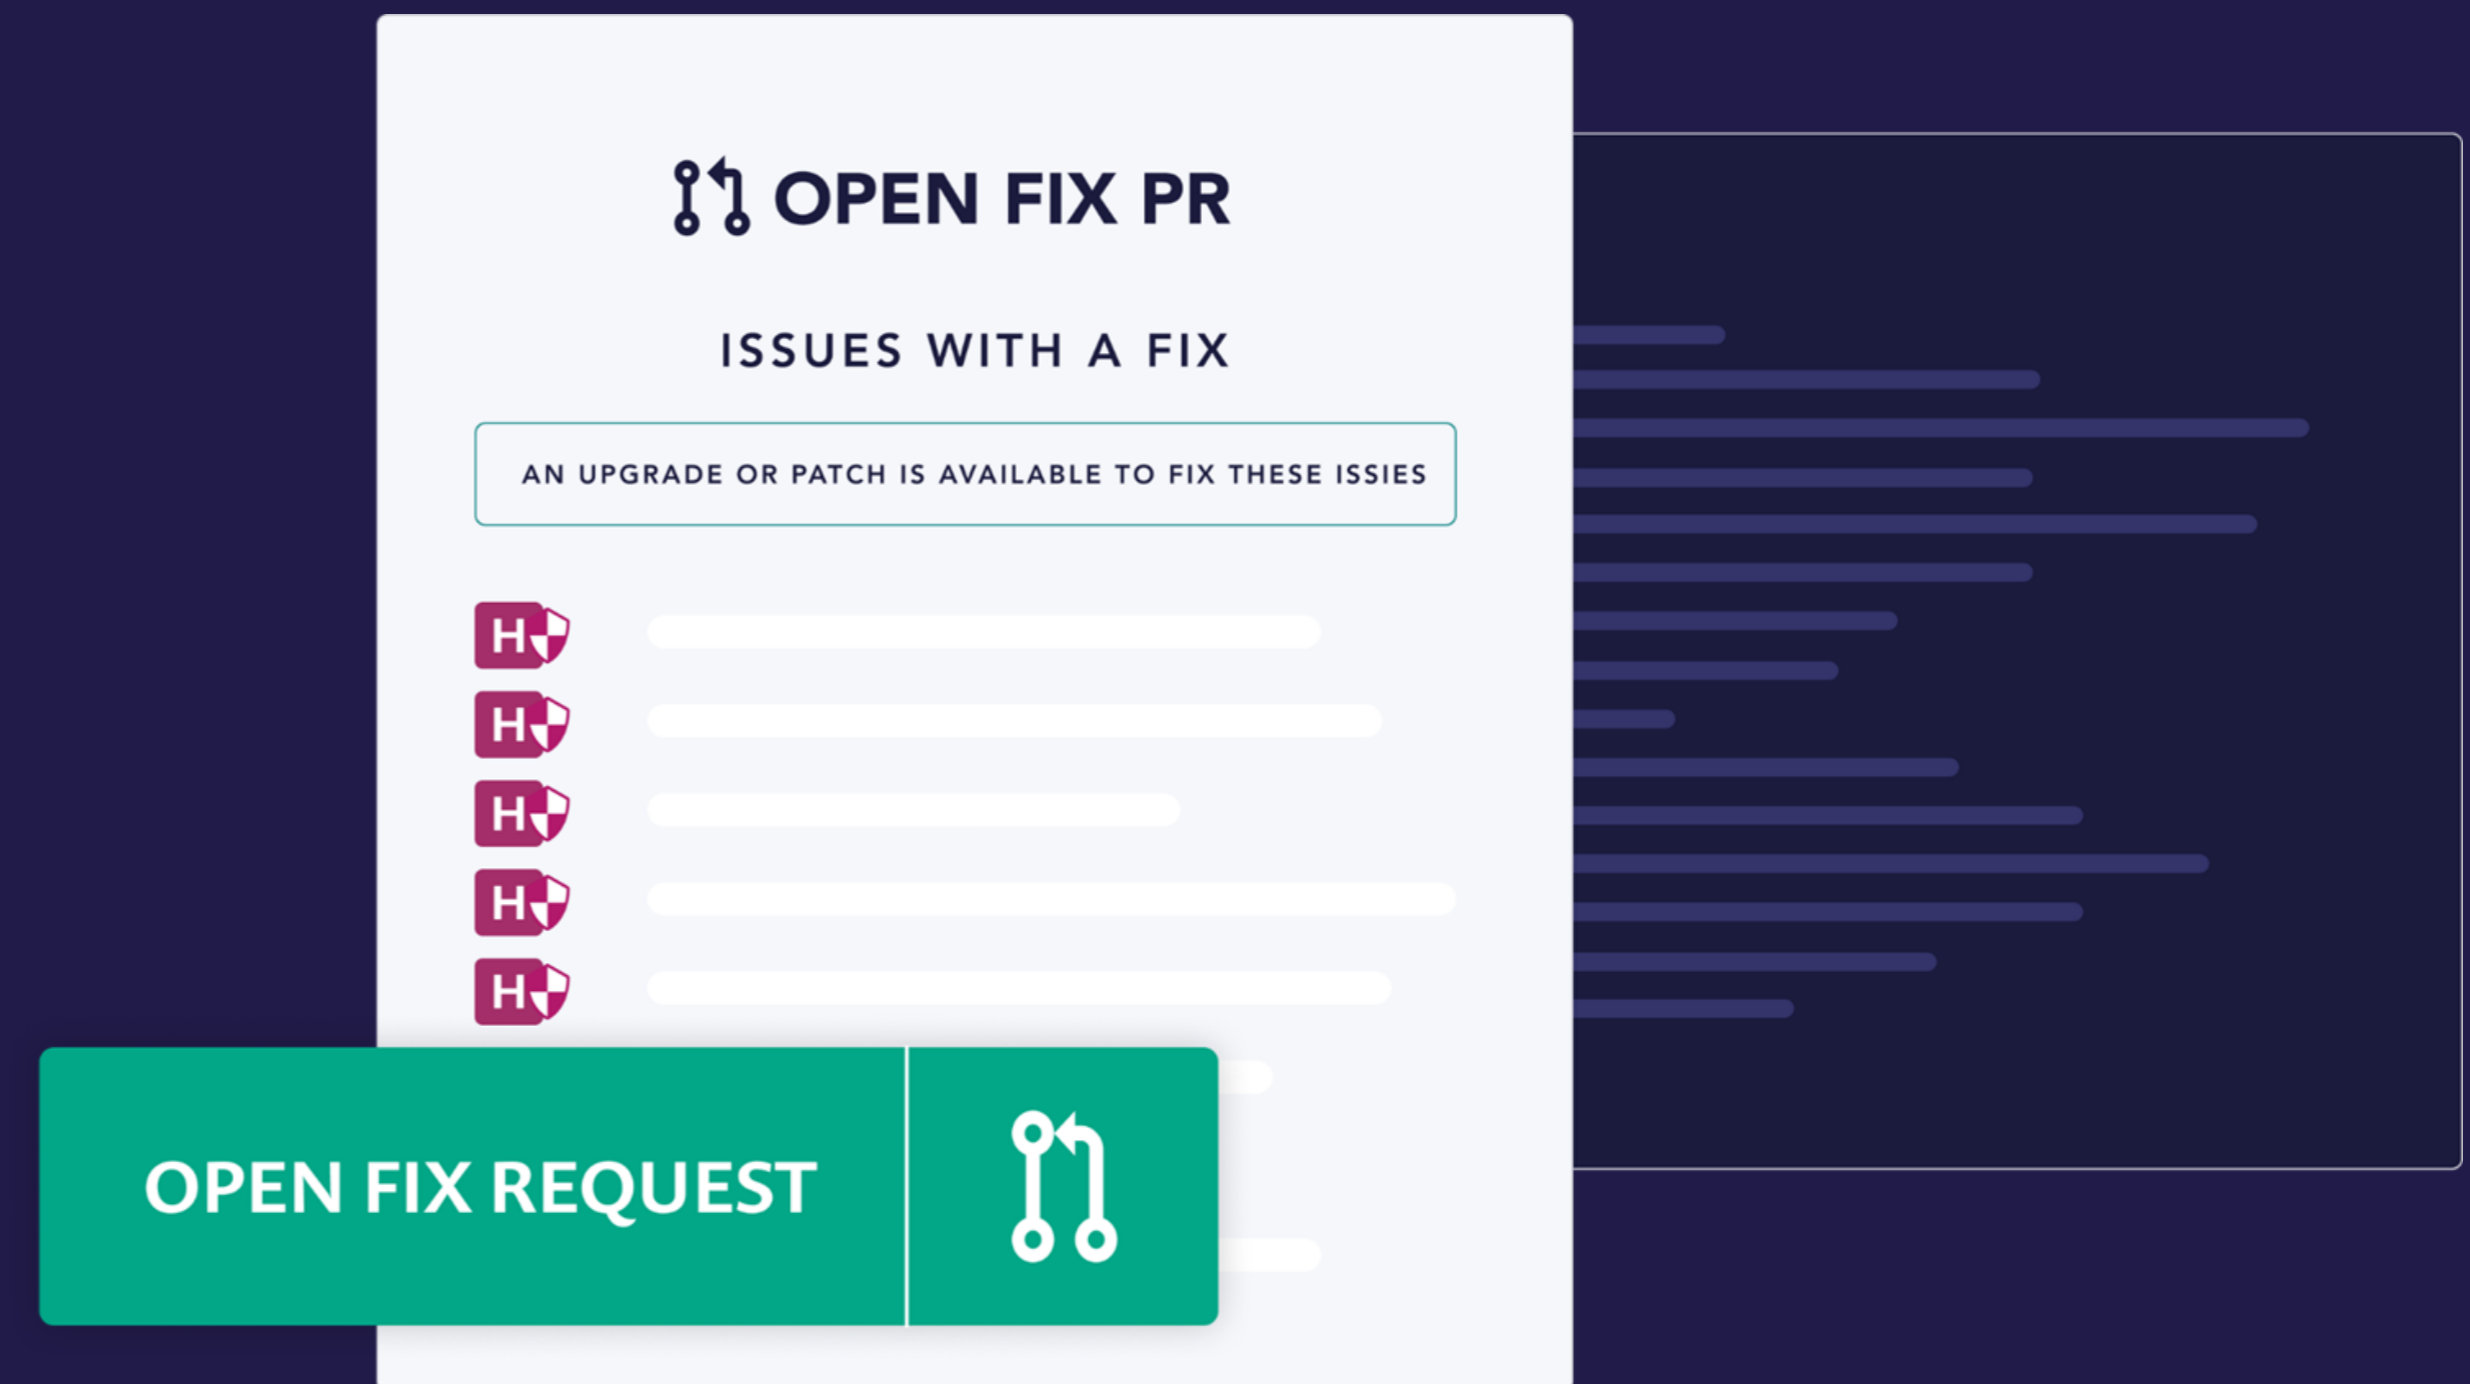 OPEN FIX PR
ISSUES WITH A FIX
AN UPGRADE OR PATCH IS AVAILABLE TO FIX THESE ISSIES
H
H
H
H
H
OPEN FIX REQUEST